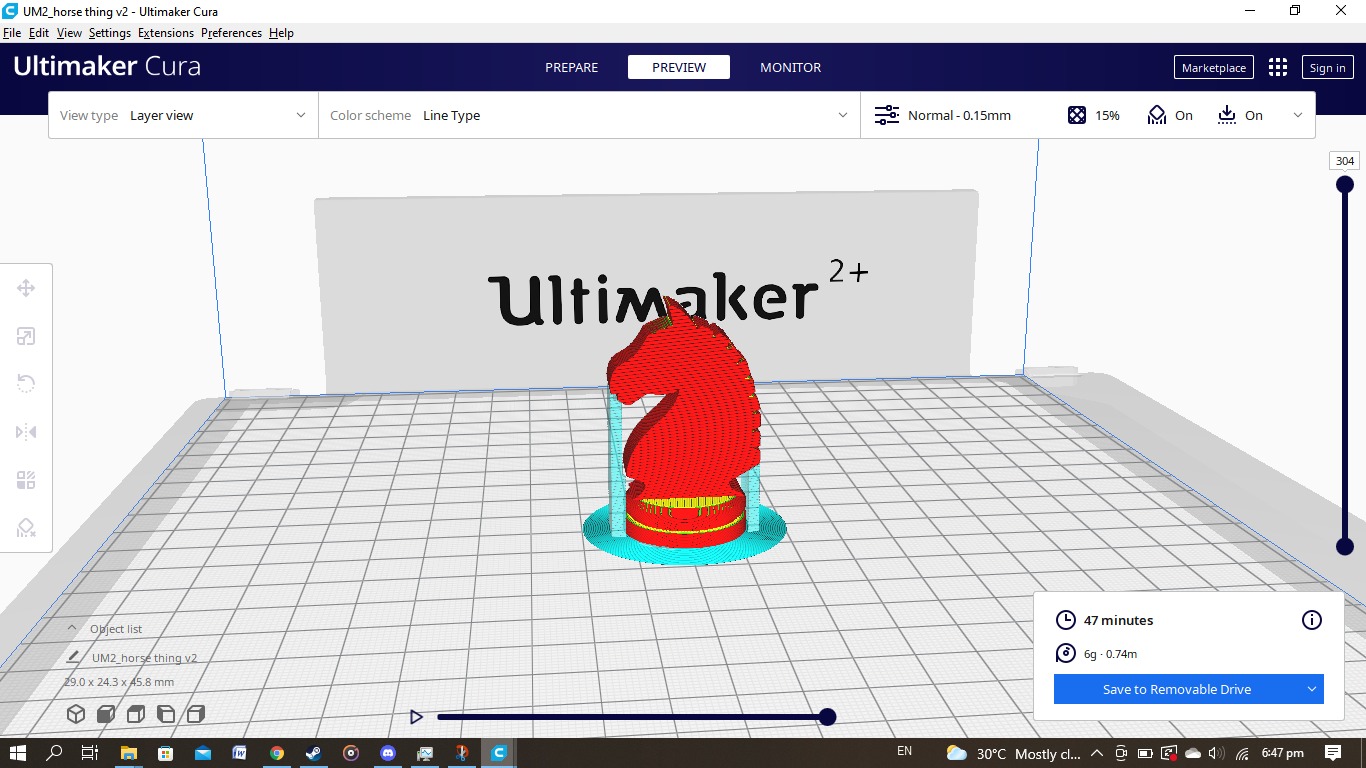 UM2_horse thing v2 - Ultimaker Cura
File Edit View Settings Extensions Preferences Help
Ultimaker Cura
PREPARE PREVIEW MONITOR
Marketplace
Sign in
View type Layer view
Color scheme Line Type
Normal - 0.15mm
15%
On
On
304
Ultimaker 2+
Object list
UM2_horse thing v2
29.0 x 24.3 x 45.8 mm
47 minutes
6g · 0.74m
Save to Removable Drive
EN
30°C Mostly cl...
6:47 pm